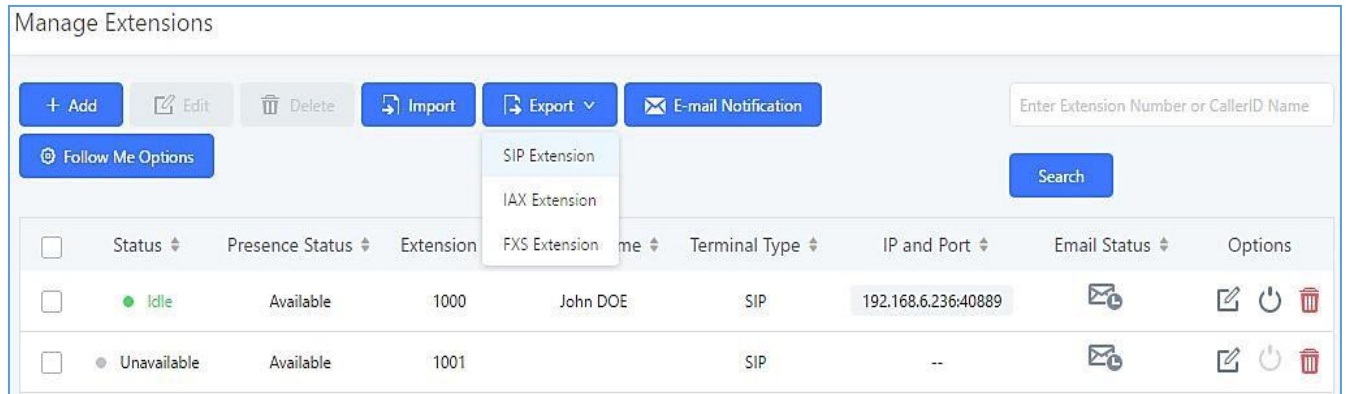 Manage Extensions
+ Add Edit Delete Import Export E-mail Notification Enter Extension Number or CallerID Name
Follow Me Options SIP Extension Search
IAX Extension
Status Presence Status Extension FXS Extension me Terminal Type IP and Port Email Status Options
Idle Available 1000 John DOE SIP 192.168.6.236:40889
Unavailable Available 1001 SIP --